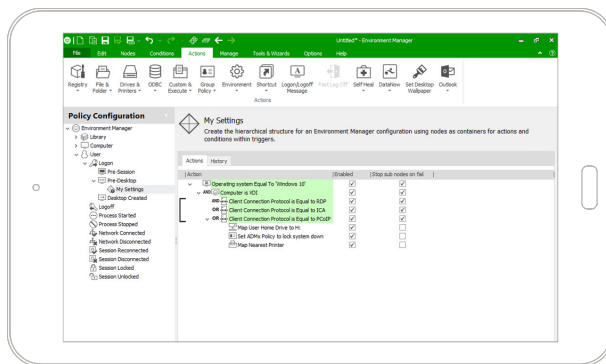 Untitled* - Environment Manager
File Edit Nodes Conditions Actions Manage Tools & Wizards Options Help
Registry File & Folder Drives & Printers ODBC Custom & Execute Group Policy Environment Shortcut Logon/Logoff Message Fast Log Off Self Heal DataNow Set Desktop Wallpaper Outlook
Actions
Policy Configuration
Environment Manager
Library
Computer
User
Logon
Pre-Session
Pre-Desktop
My Settings
Desktop Created
Logoff
Process Started
Process Stopped
Network Connected
Network Disconnected
Session Reconnected
Session Disconnected
Session Locked
Session Unlocked
My Settings
Create the hierarchical structure for an Environment Manager configuration using nodes as containers for actions and
conditions within triggers.
Actions History
Action Enabled Stop sub nodes on fail
Operating system Equal To 'Windows 10'
AND Computer is VDI
AND Client Connection Protocol is Equal to RDP
OR Client Connection Protocol is Equal to ICA
OR Client Connection Protocol is Equal to PCoIP
Map User Home Drive to H:
Set ADMx Policy to lock system down
Map Nearest Printer